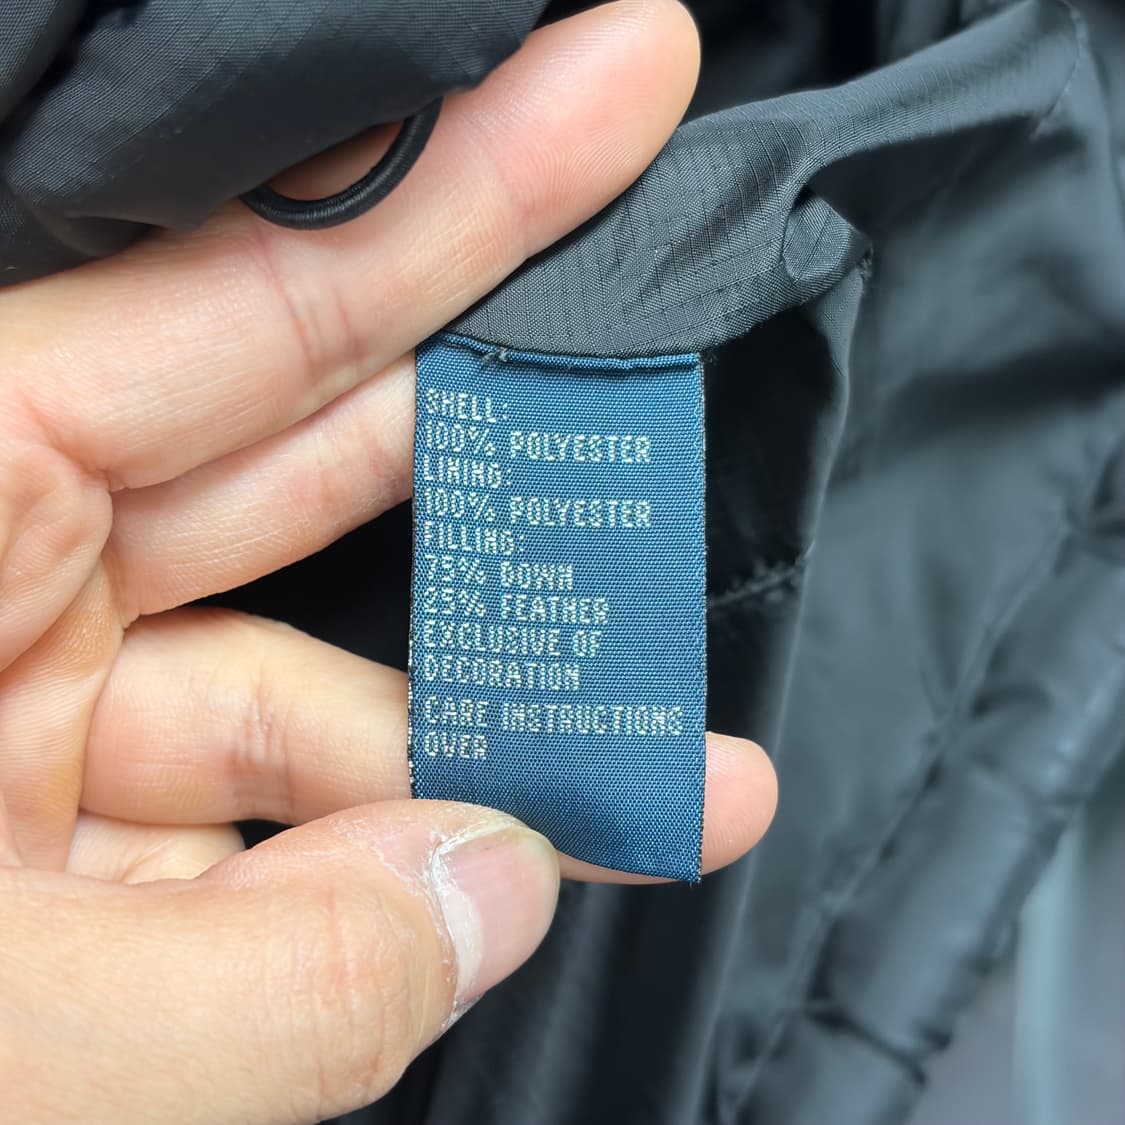 SHELL:
100% POLYESTER
LINING:
100% POLYESTER
FILLING:
75% DOWN
25% FEATHER
EXCLUSIVE OF
DECORATION
CARE INSTRUCTIONS
OVER